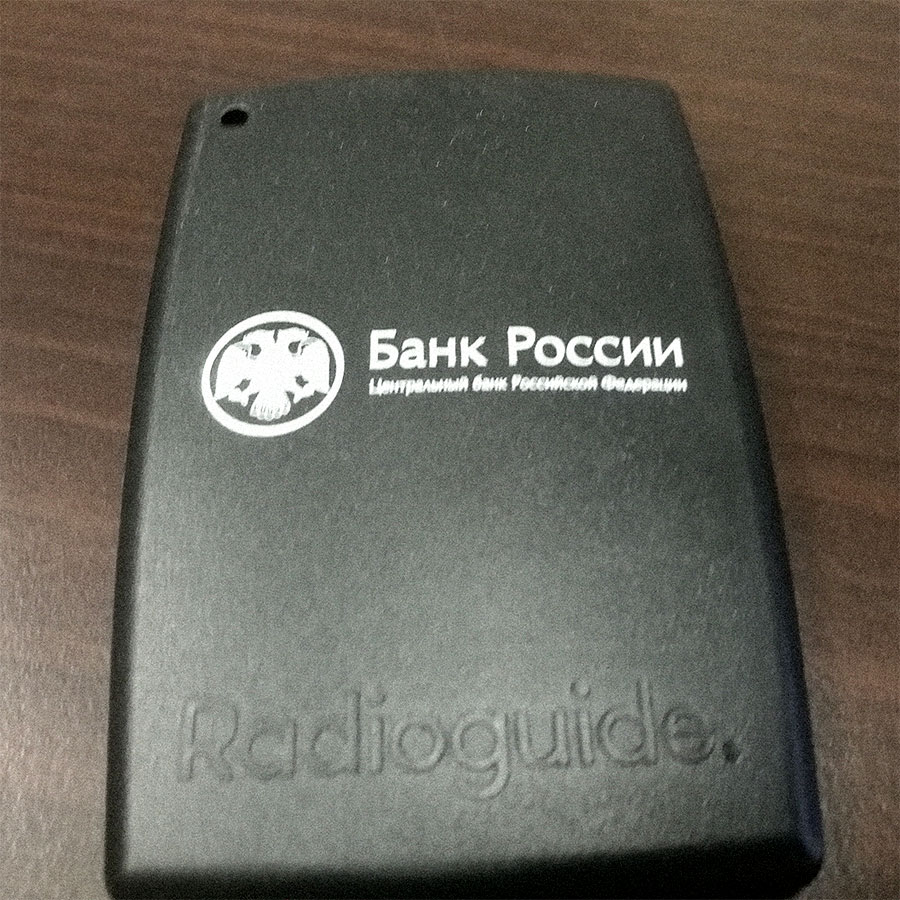 Банк России
Центральный банк Российской Федерации
Radioguide.